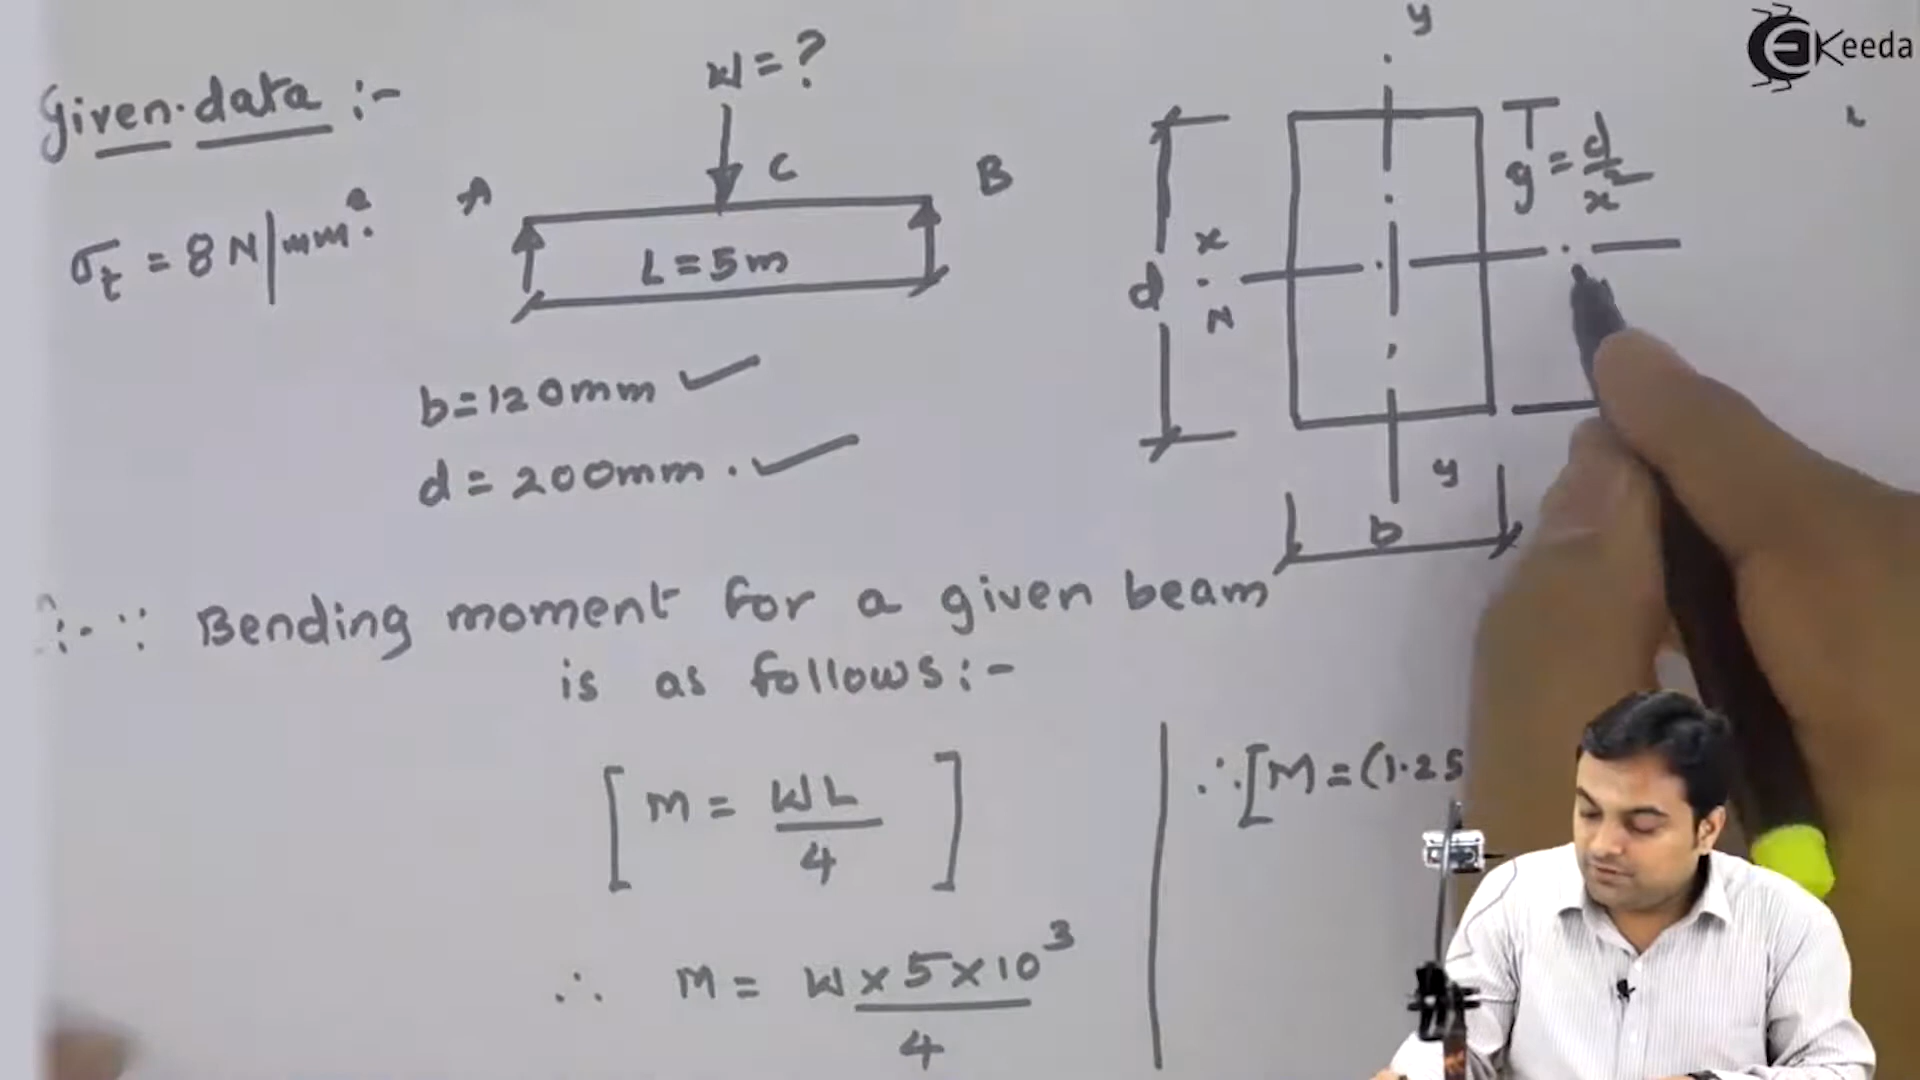 Given data :-
σt = 8 N/mm².
W = ?
A
C
B
L = 5m
b = 120mm ✓
d = 200mm. ✓
y
d
x
N
y = d/2
x
y
b
∴ ∵ Bending moment for a given beam
is as follows :-
[ M = WL/4 ]
∴ M = W × 5 × 10³ / 4
∴ [ M = (1.25
Keeda